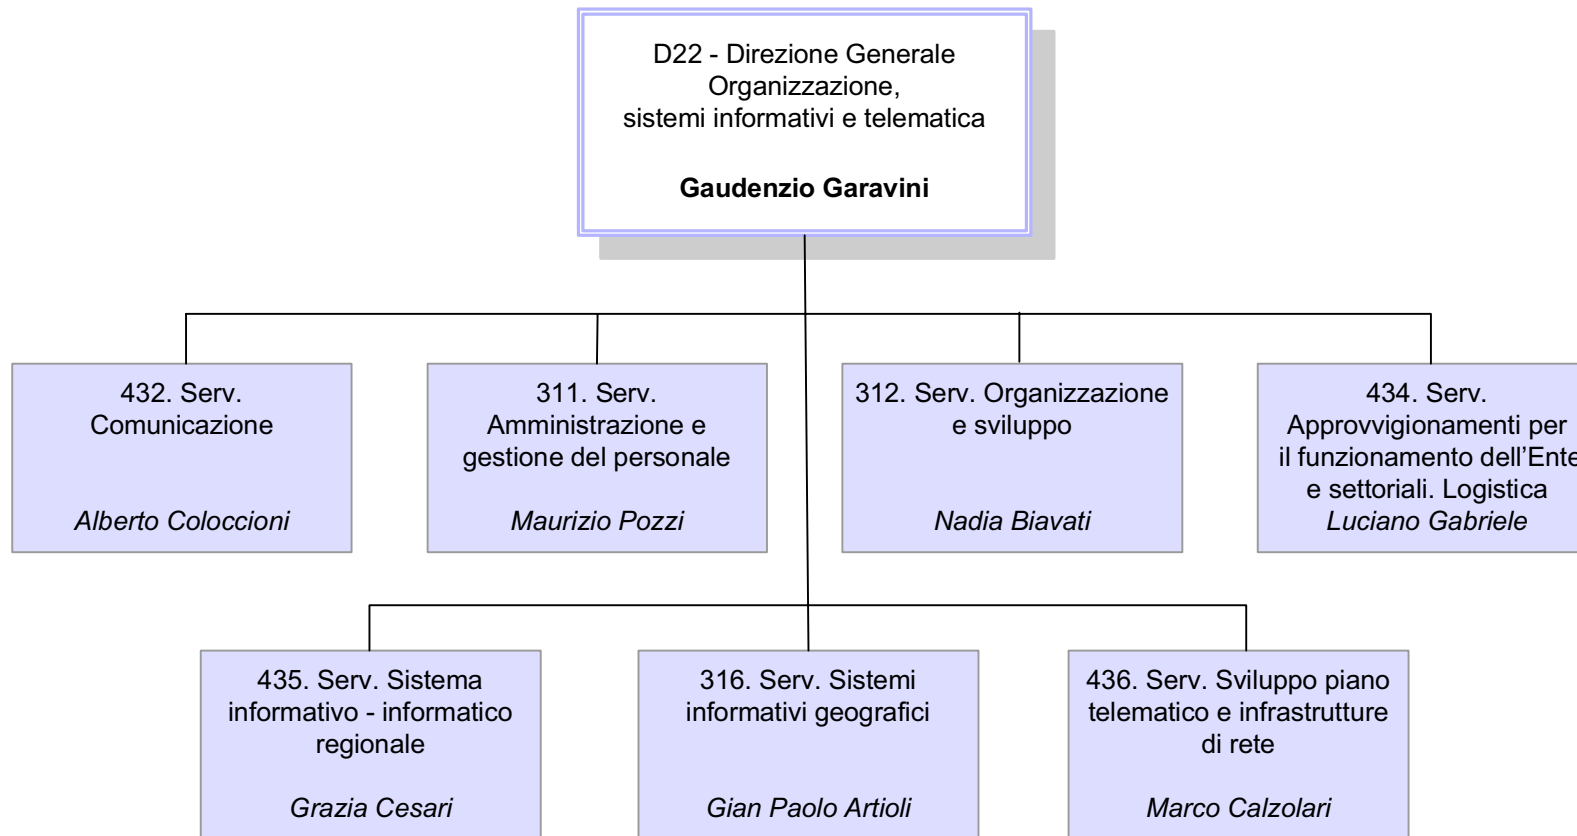 D22 - Direzione Generale
Organizzazione,
sistemi informativi e telematica
Gaudenzio Garavini
432. Serv.
Comunicazione
Alberto Coloccioni
311. Serv.
Amministrazione e
gestione del personale
Maurizio Pozzi
312. Serv. Organizzazione
e sviluppo
Nadia Biavati
434. Serv.
Approvvigionamenti per
il funzionamento dell'Ente
e settoriali. Logistica
Luciano Gabriele
435. Serv. Sistema
informativo - informatico
regionale
Grazia Cesari
316. Serv. Sistemi
informativi geografici
Gian Paolo Artioli
436. Serv. Sviluppo piano
telematico e infrastrutture
di rete
Marco Calzolari